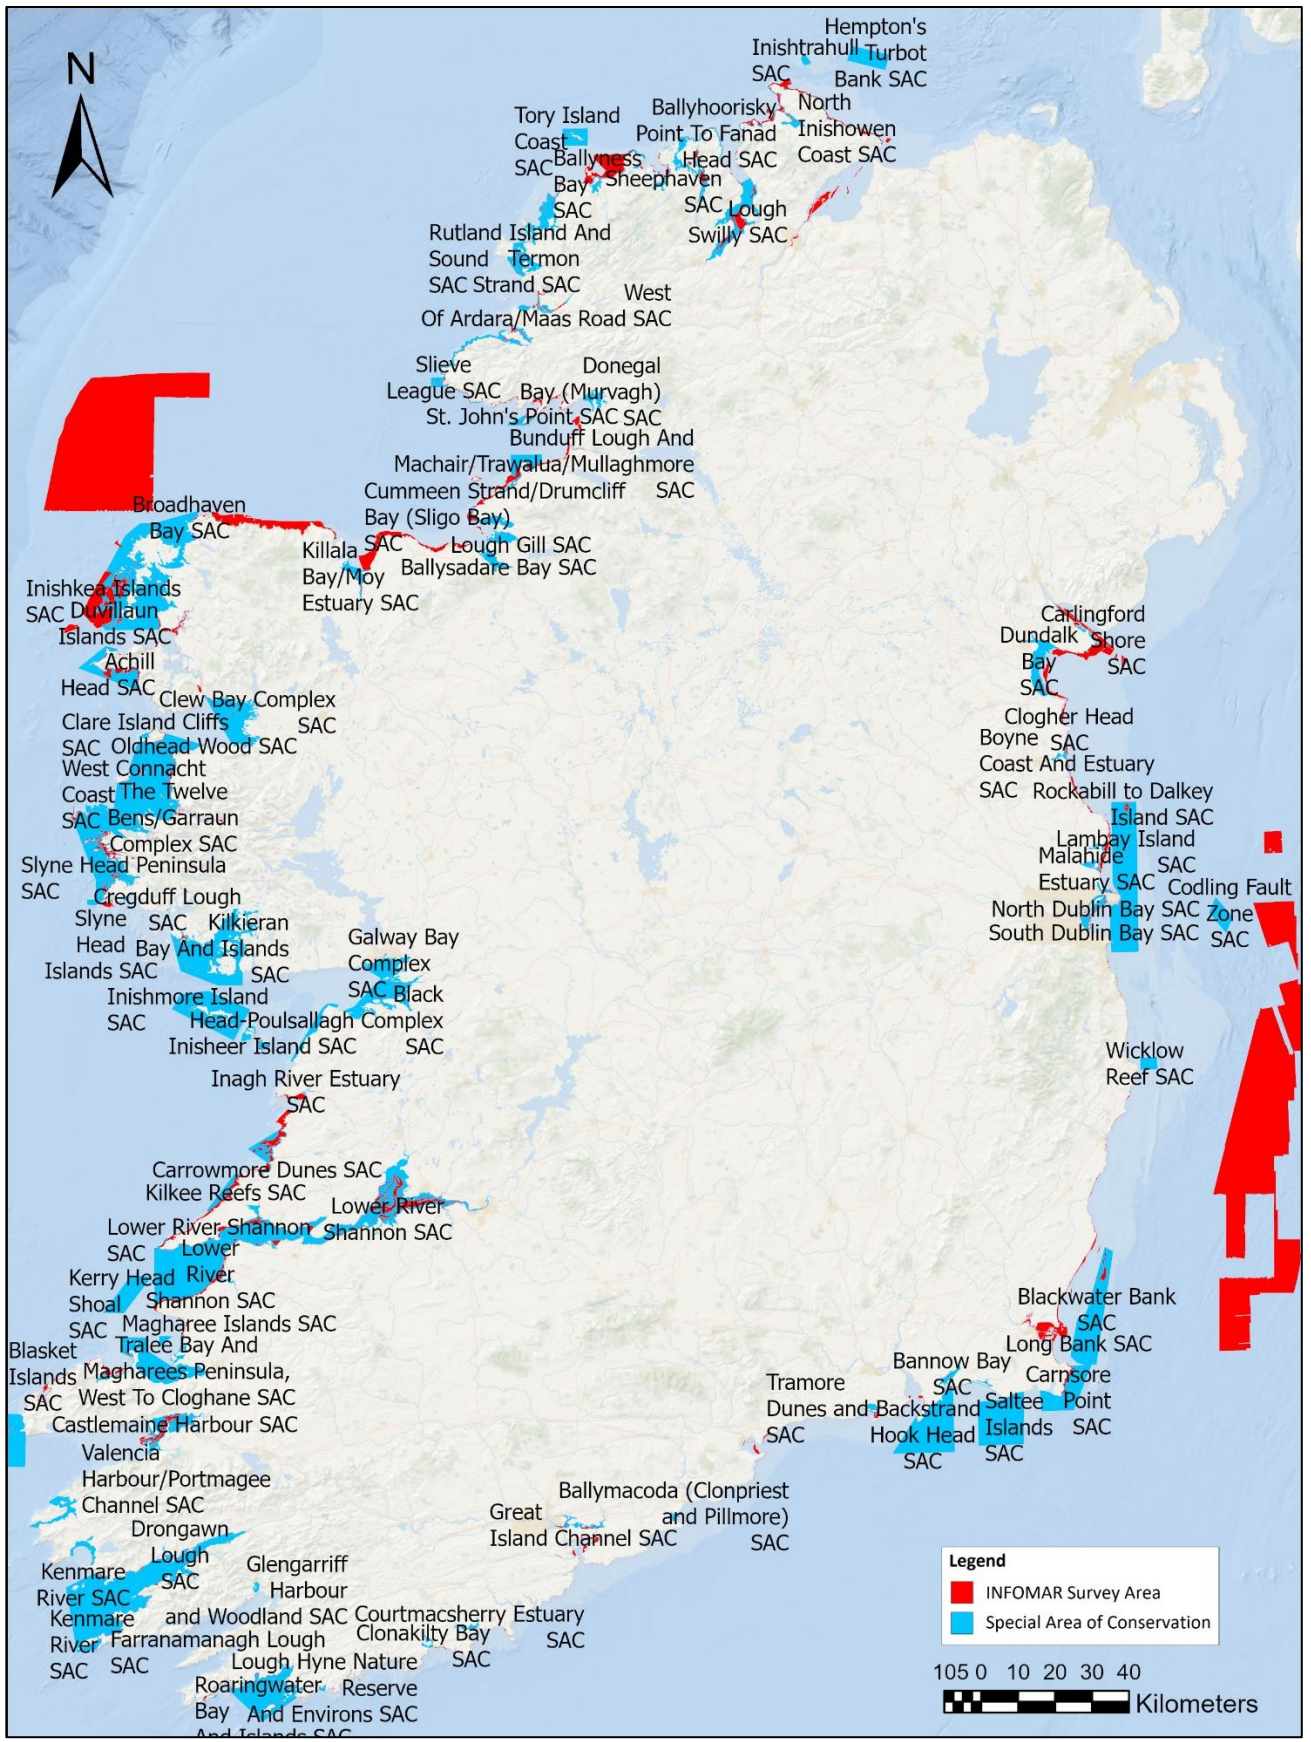 N
Hempton's
Turbot
Bank SAC
Inishtrahull
SAC
Tory Island
Coast
SAC
Ballyhoorisky
Point To Fanad
Head SAC
North
Inishowen
Coast SAC
Ballyness
Bay
SAC
Sheephaven
SAC
Lough
Swilly SAC
Rutland Island And
Sound
SAC
Termon
Strand SAC
West
Of Ardara/Maas Road SAC
Slieve
League SAC
Donegal
Bay (Murvagh)
SAC
St. John's Point SAC
Bunduff Lough And
Machair/Trawalua/Mullaghmore
SAC
Cummeen Strand/Drumcliff
Bay (Sligo Bay)
SAC
Broadhaven
Bay SAC
Killala
Bay/Moy
Estuary SAC
Lough Gill SAC
Ballysadare Bay SAC
Inishkea Islands
SAC
Duvillaun
Islands SAC
Achill
Head SAC
Carlingford
Shore
SAC
Dundalk
Bay
SAC
Clew Bay Complex
SAC
Clare Island Cliffs
SAC
Oldhead Wood SAC
Clogher Head
SAC
Boyne
Coast And Estuary
SAC
West Connacht
Coast
SAC
The Twelve
Bens/Garraun
Complex SAC
Rockabill to Dalkey
Island SAC
Lambay Island
SAC
Malahide
Estuary SAC
Slyne Head Peninsula
SAC
Cregduff Lough
SAC
Codling Fault
Zone
SAC
North Dublin Bay SAC
South Dublin Bay SAC
Slyne
Head
Islands SAC
Kilkieran
Bay And Islands
SAC
Galway Bay
Complex
SAC
Inishmore Island
SAC
Black
Head-Poulsallagh Complex
SAC
Inisheer Island SAC
Wicklow
Reef SAC
Inagh River Estuary
SAC
Carrowmore Dunes SAC
Kilkee Reefs SAC
Lower River
Shannon SAC
Lower River Shannon
SAC
Lower
River
Shannon SAC
Kerry Head
Shoal
SAC
Magharee Islands SAC
Blackwater Bank
SAC
Long Bank SAC
Blasket
Islands
SAC
Tralee Bay And
Magharees Peninsula,
West To Cloghane SAC
Bannow Bay
SAC
Carnsore
Point
SAC
Tramore
Dunes and Backstrand
SAC
Saltee
Islands
SAC
Hook Head
SAC
Castlemaine Harbour SAC
Valencia
Harbour/Portmagee
Channel SAC
Ballymacoda (Clonpriest
and Pillmore)
SAC
Great
Island Channel SAC
Drongawn
Lough
SAC
Kenmare
River SAC
Kenmare
River
SAC
Glengarriff
Harbour
and Woodland SAC
Courtmacsherry Estuary
SAC
Clonakilty Bay
SAC
Farranamanagh Lough
SAC
Lough Hyne Nature
Reserve
And Environs SAC
Roaringwater
Bay
And Islands SAC
Legend
INFOMAR Survey Area
Special Area of Conservation
105 0 10 20 30 40
Kilometers